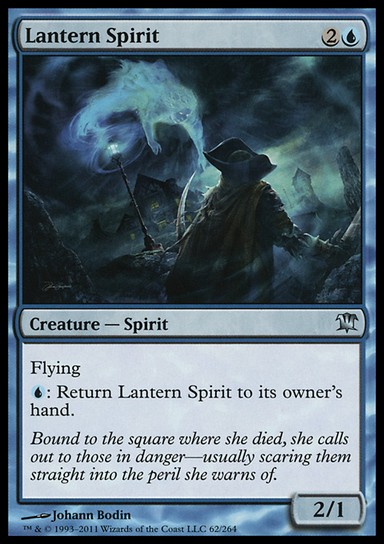 Lantern Spirit 2
Creature — Spirit
Flying
: Return Lantern Spirit to its owner's
hand.
Bound to the square where she died, she calls
out to those in danger—usually scaring them
straight into the peril she warns of.
Johann Bodin
2/1
™ & © 1993–2011 Wizards of the Coast LLC 62/264